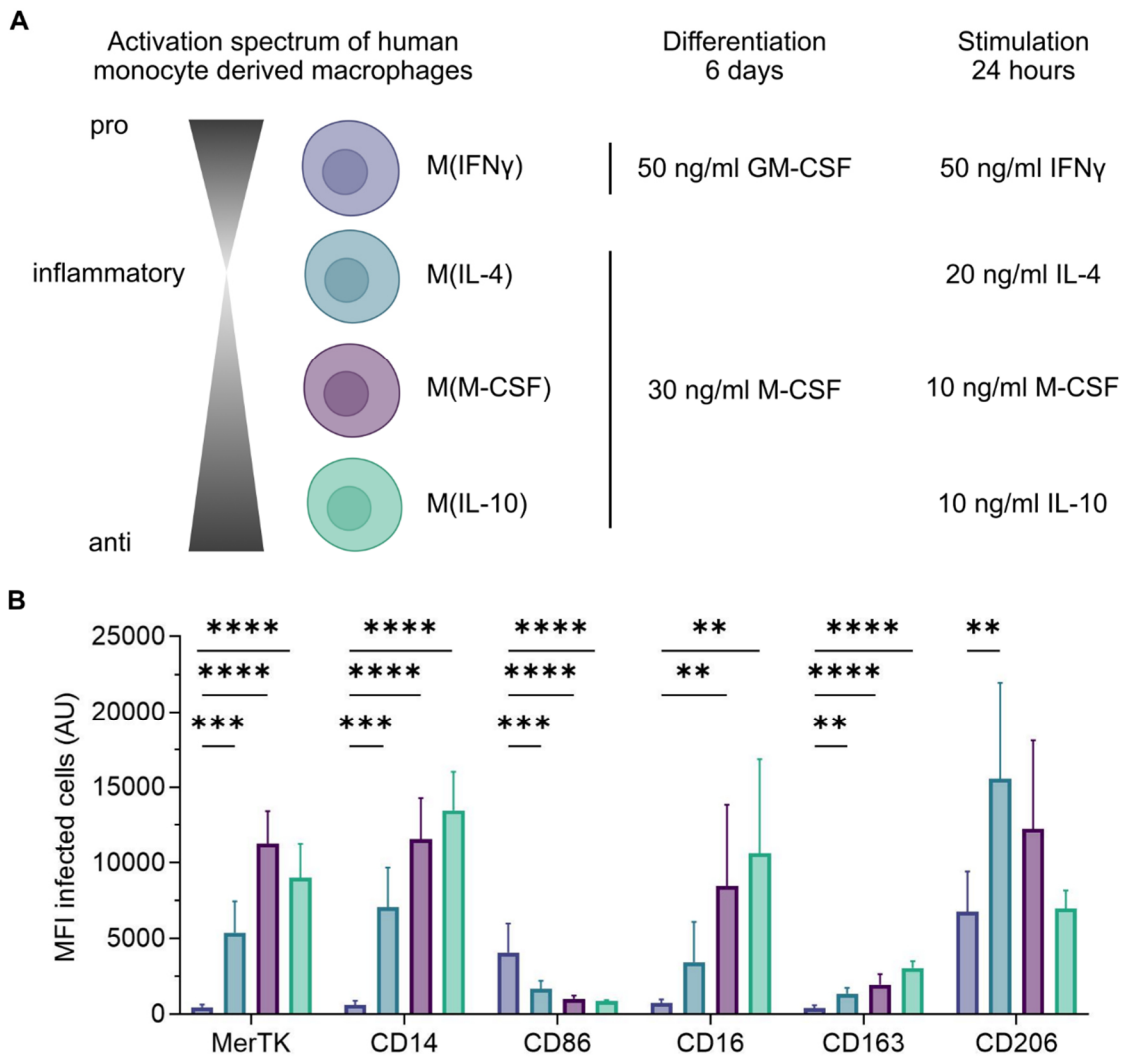 A
Activation spectrum of human
monocyte derived macrophages
Differentiation
6 days
Stimulation
24 hours
pro
inflammatory
anti
M(IFNγ)
50 ng/ml GM-CSF
50 ng/ml IFNγ
M(IL-4)
20 ng/ml IL-4
M(M-CSF)
30 ng/ml M-CSF
10 ng/ml M-CSF
M(IL-10)
10 ng/ml IL-10
B
MFI infected cells (AU)
25000
20000
15000
10000
5000
0
**** **** **** ** **** **
**** **** **** ** ****
*** *** *** **
MerTK CD14 CD86 CD16 CD163 CD206